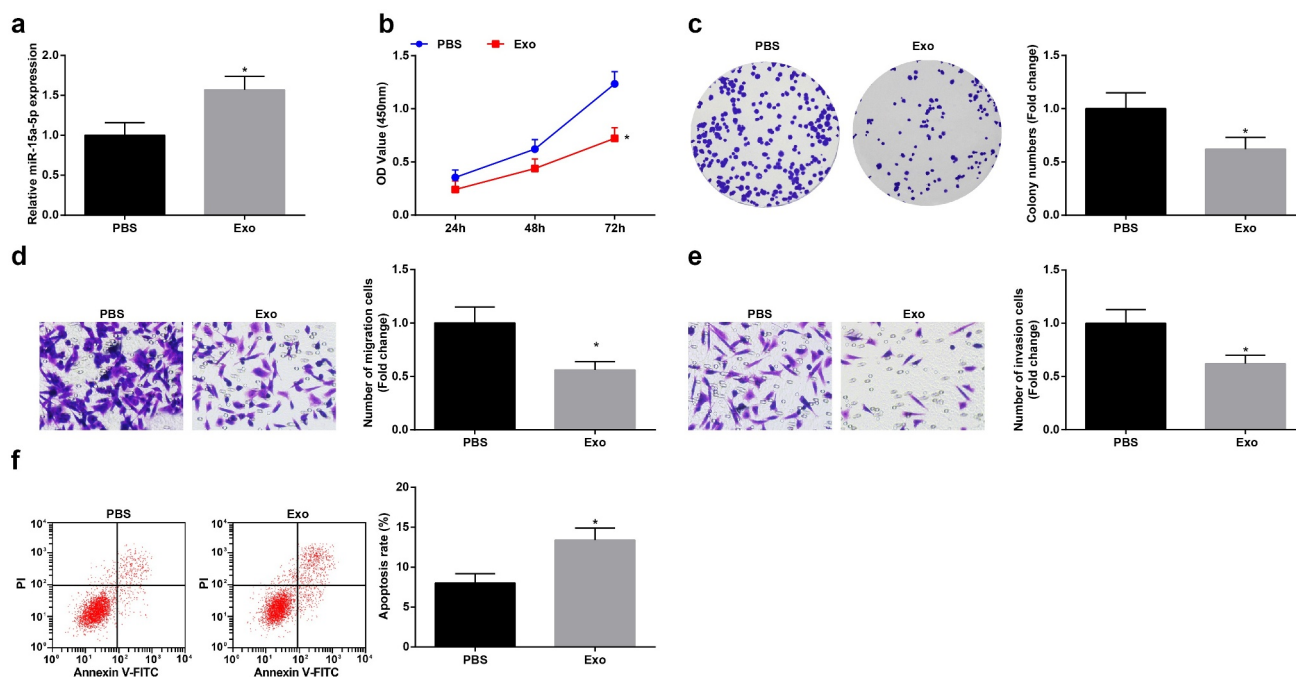 a
Relative miR-15a-5p expression
2.0
1.5
1.0
0.5
0.0
*
PBS
Exo
b
PBS
Exo
OD Value (450nm)
1.5
1.0
0.5
0.0
*
24h
48h
72h
c
PBS
Exo
Colony numbers (Fold change)
1.5
1.0
0.5
0.0
*
PBS
Exo
d
PBS
Exo
Number of migration cells
(Fold change)
1.5
1.0
0.5
0.0
*
PBS
Exo
e
PBS
Exo
Number of invasion cells
(Fold change)
1.5
1.0
0.5
0.0
*
PBS
Exo
f
PBS
PI
10⁴
10³
10²
10¹
10⁰
10⁰
10¹
10²
10³
10⁴
Annexin V-FITC
Exo
PI
10⁴
10³
10²
10¹
10⁰
10⁰
10¹
10²
10³
10⁴
Annexin V-FITC
Apoptosis rate (%)
20
15
10
5
0
*
PBS
Exo